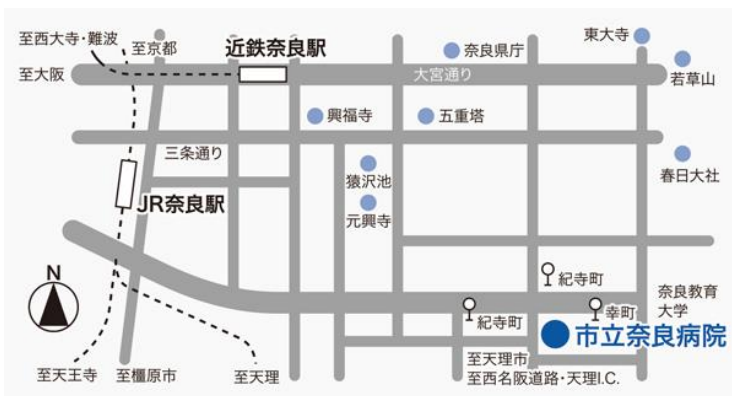 至西大寺・難波
至京都
近鉄奈良駅
奈良県庁
東大寺
至大阪
大宮通り
若草山
興福寺
五重塔
三条通り
猿沢池
春日大社
JR奈良駅
元興寺
N
紀寺町
奈良教育
大学
紀寺町
幸町
市立奈良病院
至天理市
至西名阪道路・天理I.C.
至天王寺
至橿原市
至天理